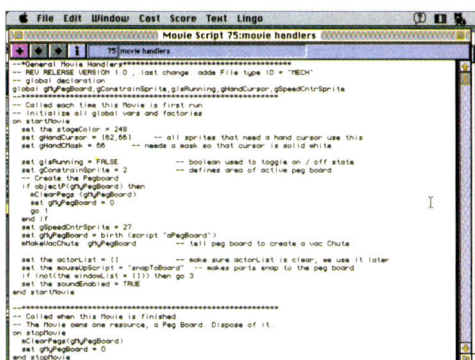 File Edit Window Cast Score Text Lingo
Movie Script 75:movie handlers
75 movie handlers
--*General Movie Handlers**************************************
-- REV RELEASE VERSION 1.0 , last change: adde File type ID = "MECH"
-- global declaration
global gMyPegBoard,gConstrainSprite,gIsRunning,gHandCursor,gSpeedCntrSprite
-- Called each time this Movie is first run
-- Initialize all global vars and factories
on startMovie
set the stageColor = 248
set gHandCursor = [62,66] -- all sprites that need a hand cursor use this
set gHandCMask = 66 -- needs a mask so that cursor is solid white
set gIsRunning = FALSE -- boolean used to toggle on / off state
set gConstrainSprite = 2 -- defines area of active peg board
-- Create the Pegboard
if objectP(gMyPegBoard) then
mClearPegs (gMyPegBoard)
set gMyPegBoard = 0
go 1
end if
set gSpeedCntrSprite = 27
set gMyPegBoard = birth (script "aPegBoard")
mMakeVacChute gMyPegBoard -- tell peg board to create a vac Chute
set the actorList = [] -- make sure actorList is clear, we use it later
set the mouseUpScript = "snapToBoard" -- makes parts snap to the peg board
if (not(the windowList = [])) then go 3
set the soundEnabled = TRUE
end startMovie
-- Called when this Movie is finished.
-- The Movie owns one resource, a Peg Board. Dispose of it.
on stopMovie
mClearPegs(gMyPegBoard)
set gMyPegBoard = 0
end stopMovie